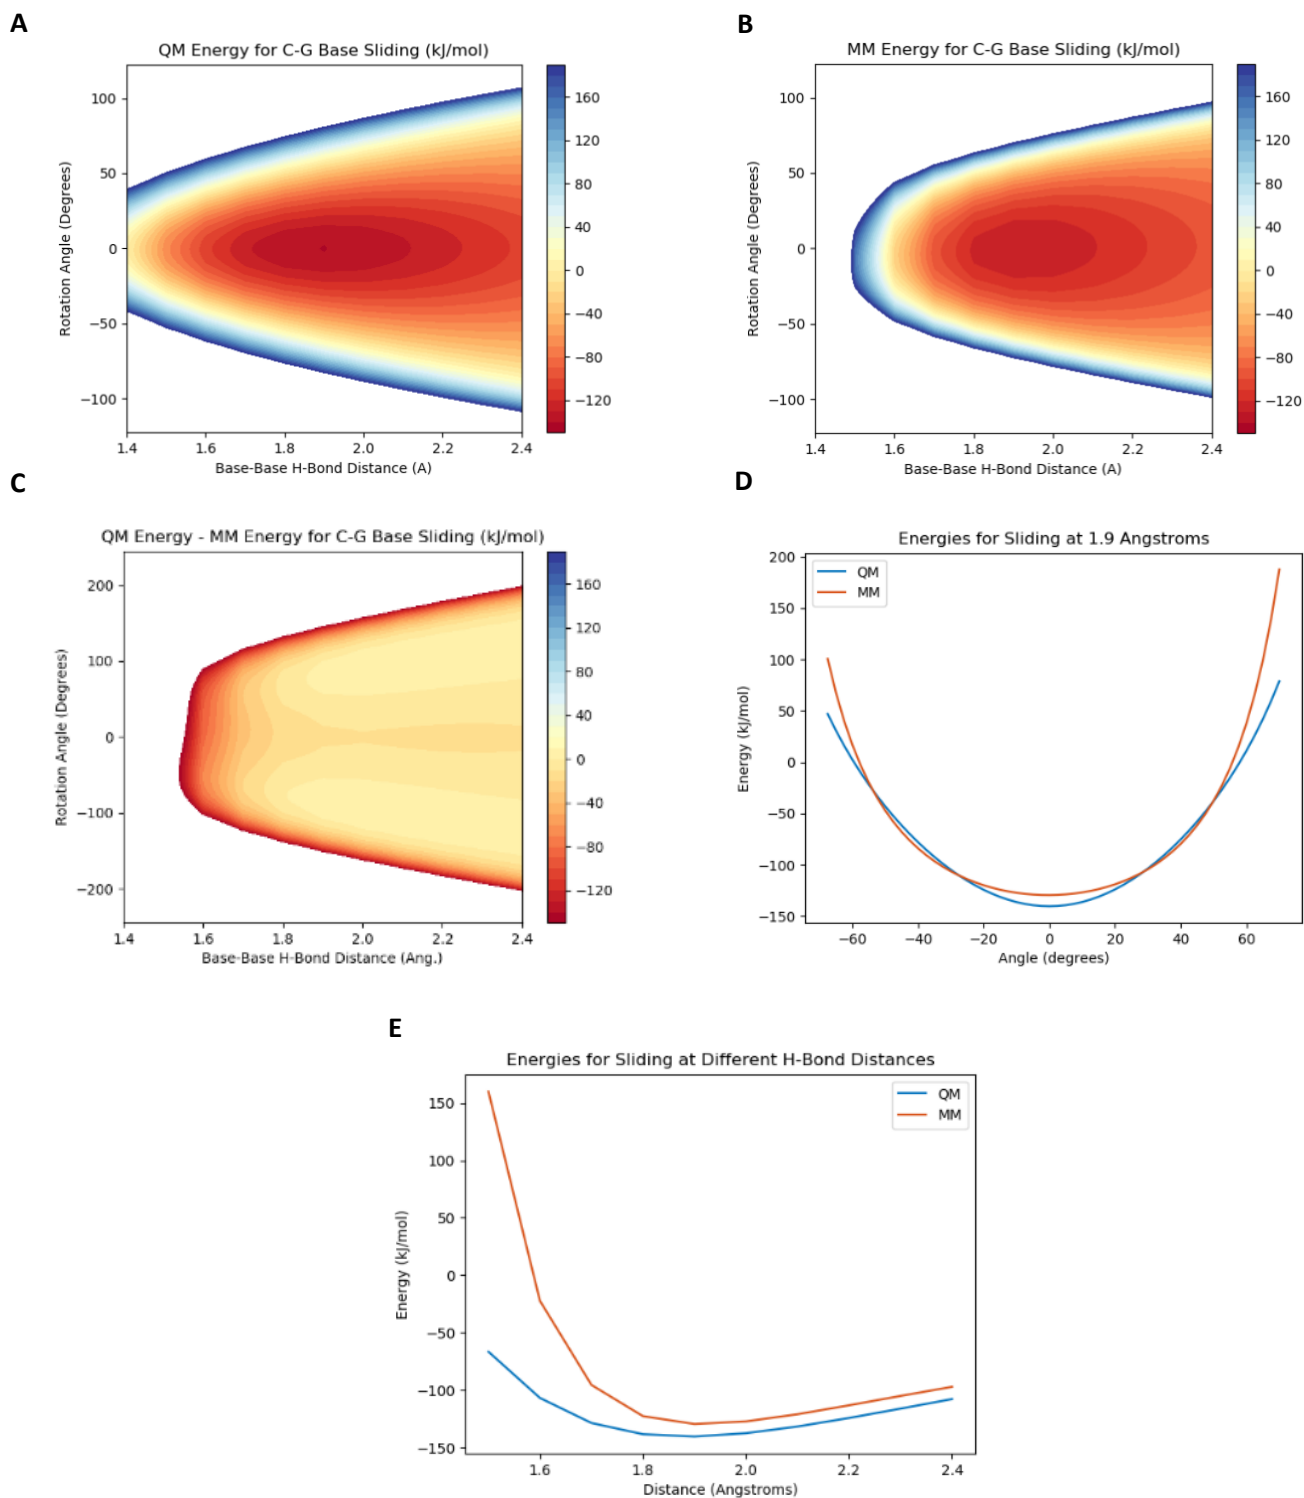 A
QM Energy for C-G Base Sliding (kJ/mol)
100
50
0
−50
−100
Rotation Angle (Degrees)
1.4 1.6 1.8 2.0 2.2 2.4
Base-Base H-Bond Distance (A)
160
120
80
40
0
−40
−80
−120
B
MM Energy for C-G Base Sliding (kJ/mol)
100
50
0
−50
−100
Rotation Angle (Degrees)
1.4 1.6 1.8 2.0 2.2 2.4
Base-Base H-Bond Distance (A)
160
120
80
40
0
−40
−80
−120
C
QM Energy - MM Energy for C-G Base Sliding (kJ/mol)
200
100
0
−100
−200
Rotation Angle (Degrees)
1.4 1.6 1.8 2.0 2.2 2.4
Base-Base H-Bond Distance (Ang.)
160
120
80
40
0
−40
−80
−120
D
Energies for Sliding at 1.9 Angstroms
QM
MM
200
150
100
50
0
−50
−100
−150
Energy (kJ/mol)
−60 −40 −20 0 20 40 60
Angle (degrees)
E
Energies for Sliding at Different H-Bond Distances
QM
MM
150
100
50
0
−50
−100
−150
Energy (kJ/mol)
1.6 1.8 2.0 2.2 2.4
Distance (Angstroms)